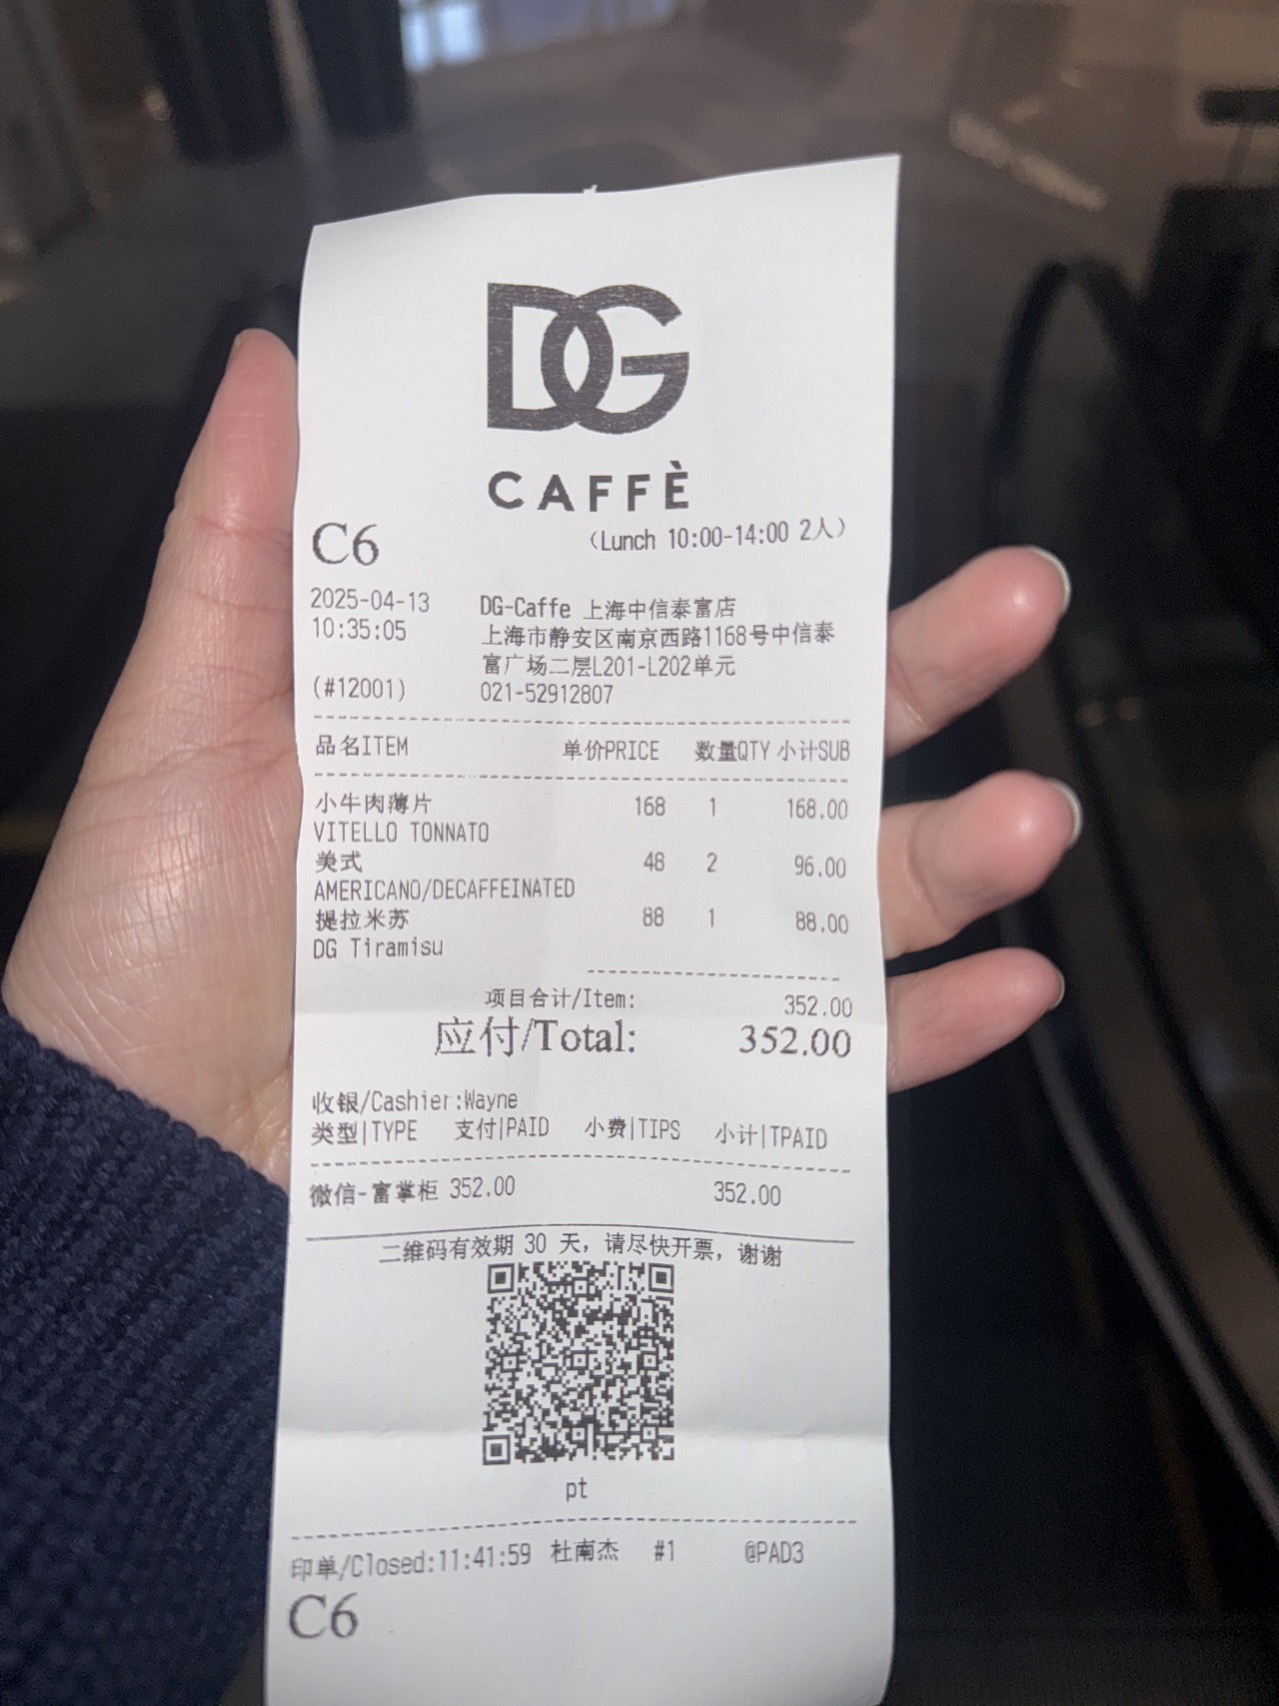 DG
CAFFÈ
C6
(Lunch 10:00-14:00 2人)
2025-04-13
10:35:05
(#12001)
DG-Caffe 上海中信泰富店
上海市静安区南京西路1168号中信泰
富广场二层L201-L202单元
021-52912807
品名ITEM 单价PRICE 数量QTY 小计SUB
小牛肉薄片 168 1 168.00
VITELLO TONNATO
美式 48 2 96.00
AMERICANO/DECAFFEINATED
提拉米苏 88 1 88.00
DG Tiramisu
项目合计/Item: 352.00
应付/Total: 352.00
收银/Cashier:Wayne
类型|TYPE 支付|PAID 小费|TIPS 小计|TPAID
微信-富掌柜 352.00 352.00
二维码有效期 30 天，请尽快开票，谢谢
pt
印单/Closed:11:41:59 杜南杰 #1 @PAD3
C6